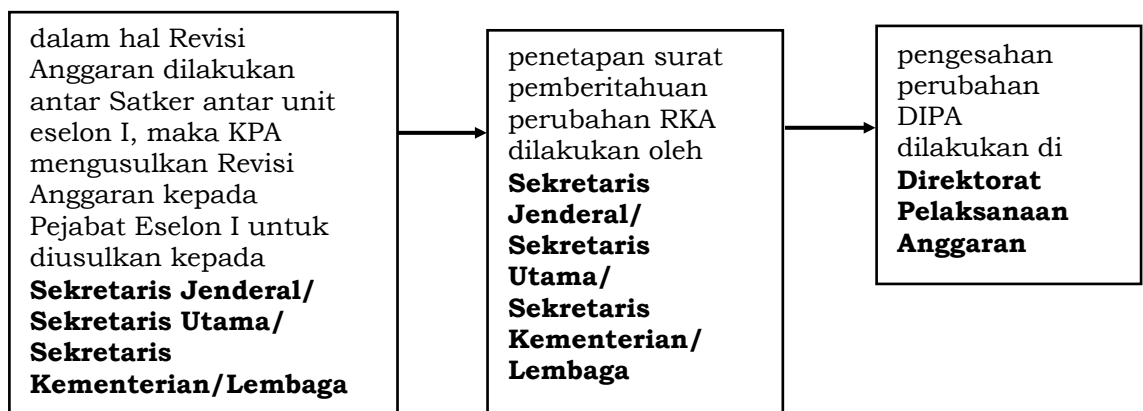 dalam hal Revisi
Anggaran dilakukan
antar Satker antar unit
eselon I, maka KPA
mengusulkan Revisi
Anggaran kepada
Pejabat Eselon I untuk
diusulkan kepada
Sekretaris Jenderal/
Sekretaris Utama/
Sekretaris
Kementerian/Lembaga
penetapan surat
pemberitahuan
perubahan RKA
dilakukan oleh
Sekretaris
Jenderal/
Sekretaris
Utama/
Sekretaris
Kementerian/
Lembaga
pengesahan
perubahan
DIPA
dilakukan di
Direktorat
Pelaksanaan
Anggaran